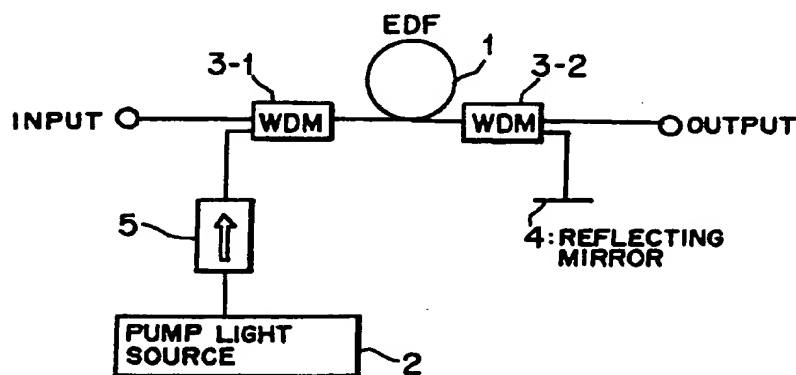 EDF
1
3-1
3-2
INPUT
WDM
WDM
OUTPUT
5
4: REFLECTING
MIRROR
PUMP LIGHT
SOURCE
2